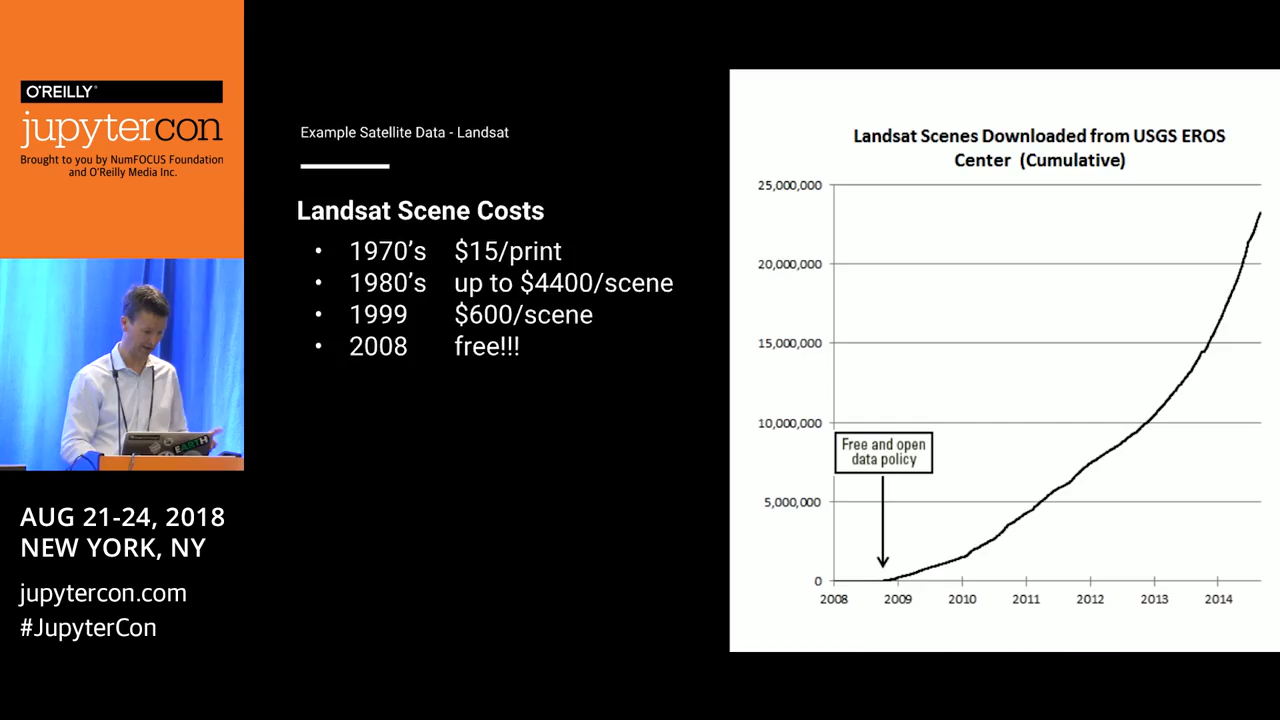 O'REILLY®
jupytercon
Brought to you by NumFOCUS Foundation
and O'Reilly Media Inc.
AUG 21-24, 2018
NEW YORK, NY
jupytercon.com
#JupyterCon
EARTH
Example Satellite Data - Landsat
Landsat Scene Costs
• 1970's $15/print
• 1980's up to $4400/scene
• 1999 $600/scene
• 2008 free!!!
Landsat Scenes Downloaded from USGS EROS
Center (Cumulative)
25,000,000
20,000,000
15,000,000
10,000,000
5,000,000
0
Free and open
data policy
2008 2009 2010 2011 2012 2013 2014